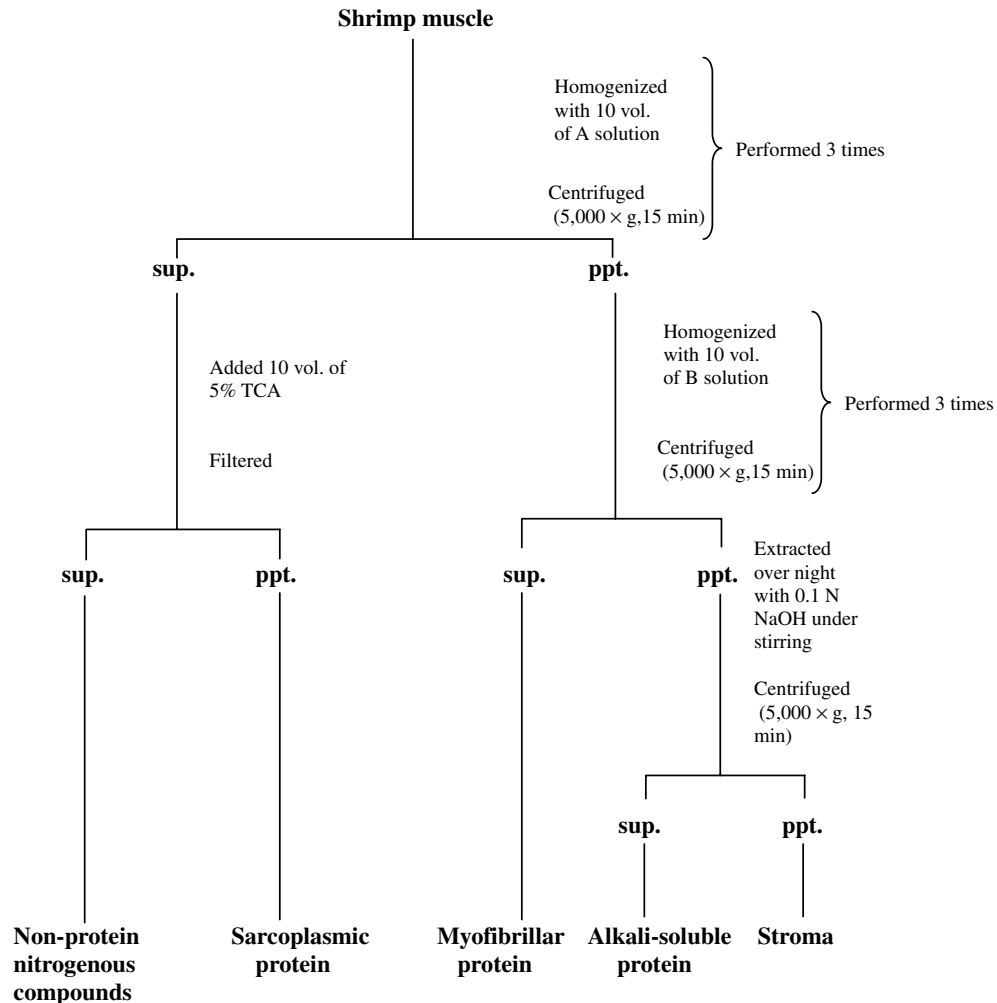 Shrimp muscle
Homogenized
with 10 vol.
of A solution
Performed 3 times
Centrifuged
(5,000 × g,15 min)
sup.
ppt.
Added 10 vol. of
5% TCA
Filtered
Homogenized
with 10 vol.
of B solution
Performed 3 times
Centrifuged
(5,000 × g,15 min)
sup.
ppt.
sup.
ppt.
Extracted
over night
with 0.1 N
NaOH under
stirring
Centrifuged
(5,000 × g, 15
min)
sup.
ppt.
Non-protein
nitrogenous
compounds
Sarcoplasmic
protein
Myofibrillar
protein
Alkali-soluble
protein
Stroma